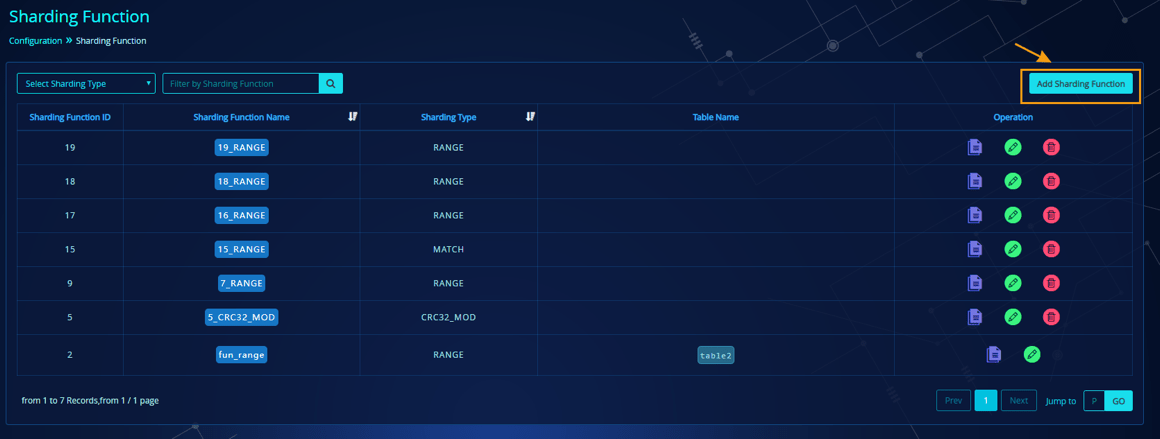 Sharding Function
Configuration » Sharding Function
Select Sharding Type Filter by Sharding Function Add Sharding Function
Sharding Function ID Sharding Function Name Sharding Type Table Name Operation
19 19_RANGE RANGE
18 18_RANGE RANGE
17 16_RANGE RANGE
15 15_RANGE MATCH
9 7_RANGE RANGE
5 5_CRC32_MOD CRC32_MOD
2 fun_range RANGE table2
from 1 to 7 Records,from 1 / 1 page Prev 1 Next Jump to P GO